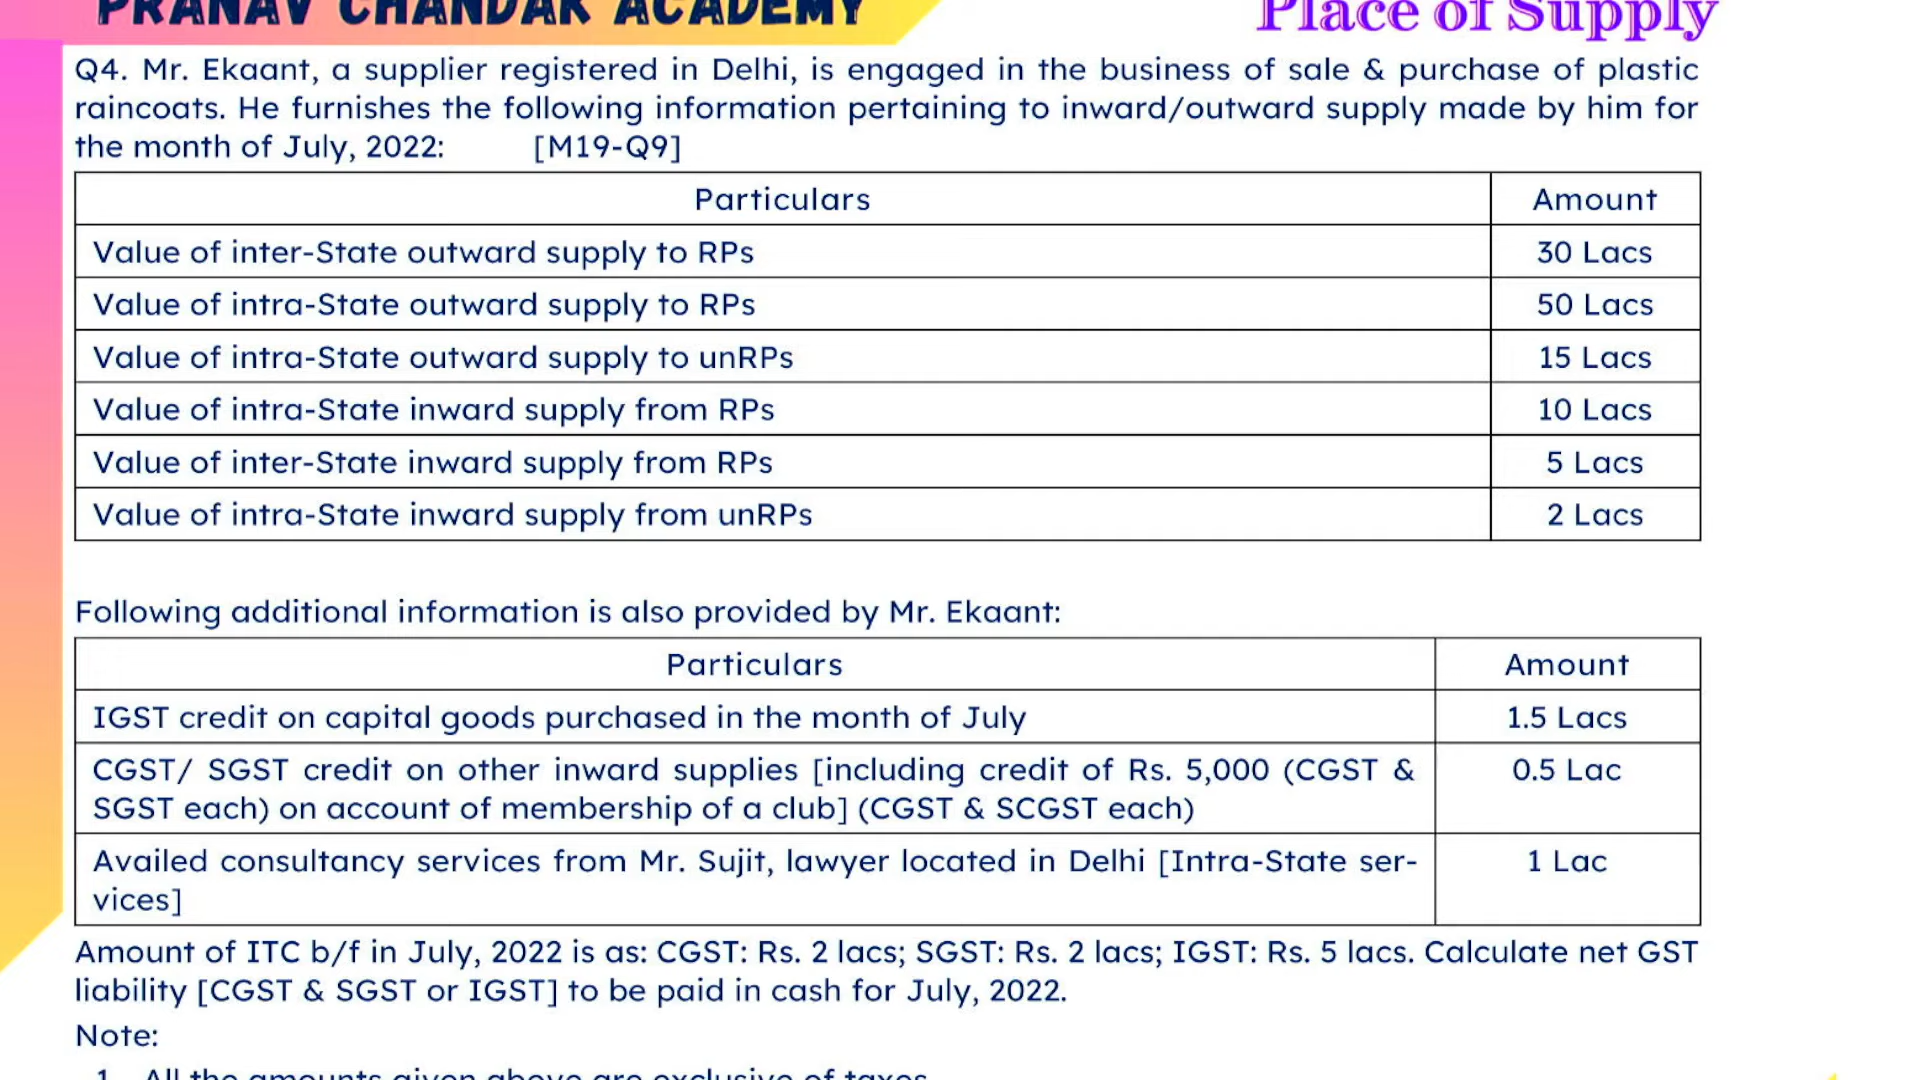 PRANAV CHANDAK ACADEMY
Place of Supply
Q4. Mr. Ekaant, a supplier registered in Delhi, is engaged in the business of sale & purchase of plastic
raincoats. He furnishes the following information pertaining to inward/outward supply made by him for
the month of July, 2022: [M19-Q9]
Particulars Amount
Value of inter-State outward supply to RPs 30 Lacs
Value of intra-State outward supply to RPs 50 Lacs
Value of intra-State outward supply to unRPs 15 Lacs
Value of intra-State inward supply from RPs 10 Lacs
Value of inter-State inward supply from RPs 5 Lacs
Value of intra-State inward supply from unRPs 2 Lacs
Following additional information is also provided by Mr. Ekaant:
Particulars Amount
IGST credit on capital goods purchased in the month of July 1.5 Lacs
CGST/ SGST credit on other inward supplies [including credit of Rs. 5,000 (CGST & 0.5 Lac
SGST each) on account of membership of a club] (CGST & SCGST each)
Availed consultancy services from Mr. Sujit, lawyer located in Delhi [Intra-State ser- 1 Lac
vices]
Amount of ITC b/f in July, 2022 is as: CGST: Rs. 2 lacs; SGST: Rs. 2 lacs; IGST: Rs. 5 lacs. Calculate net GST
liability [CGST & SGST or IGST] to be paid in cash for July, 2022.
Note:
1. All the amounts given above are exclusive of taxes